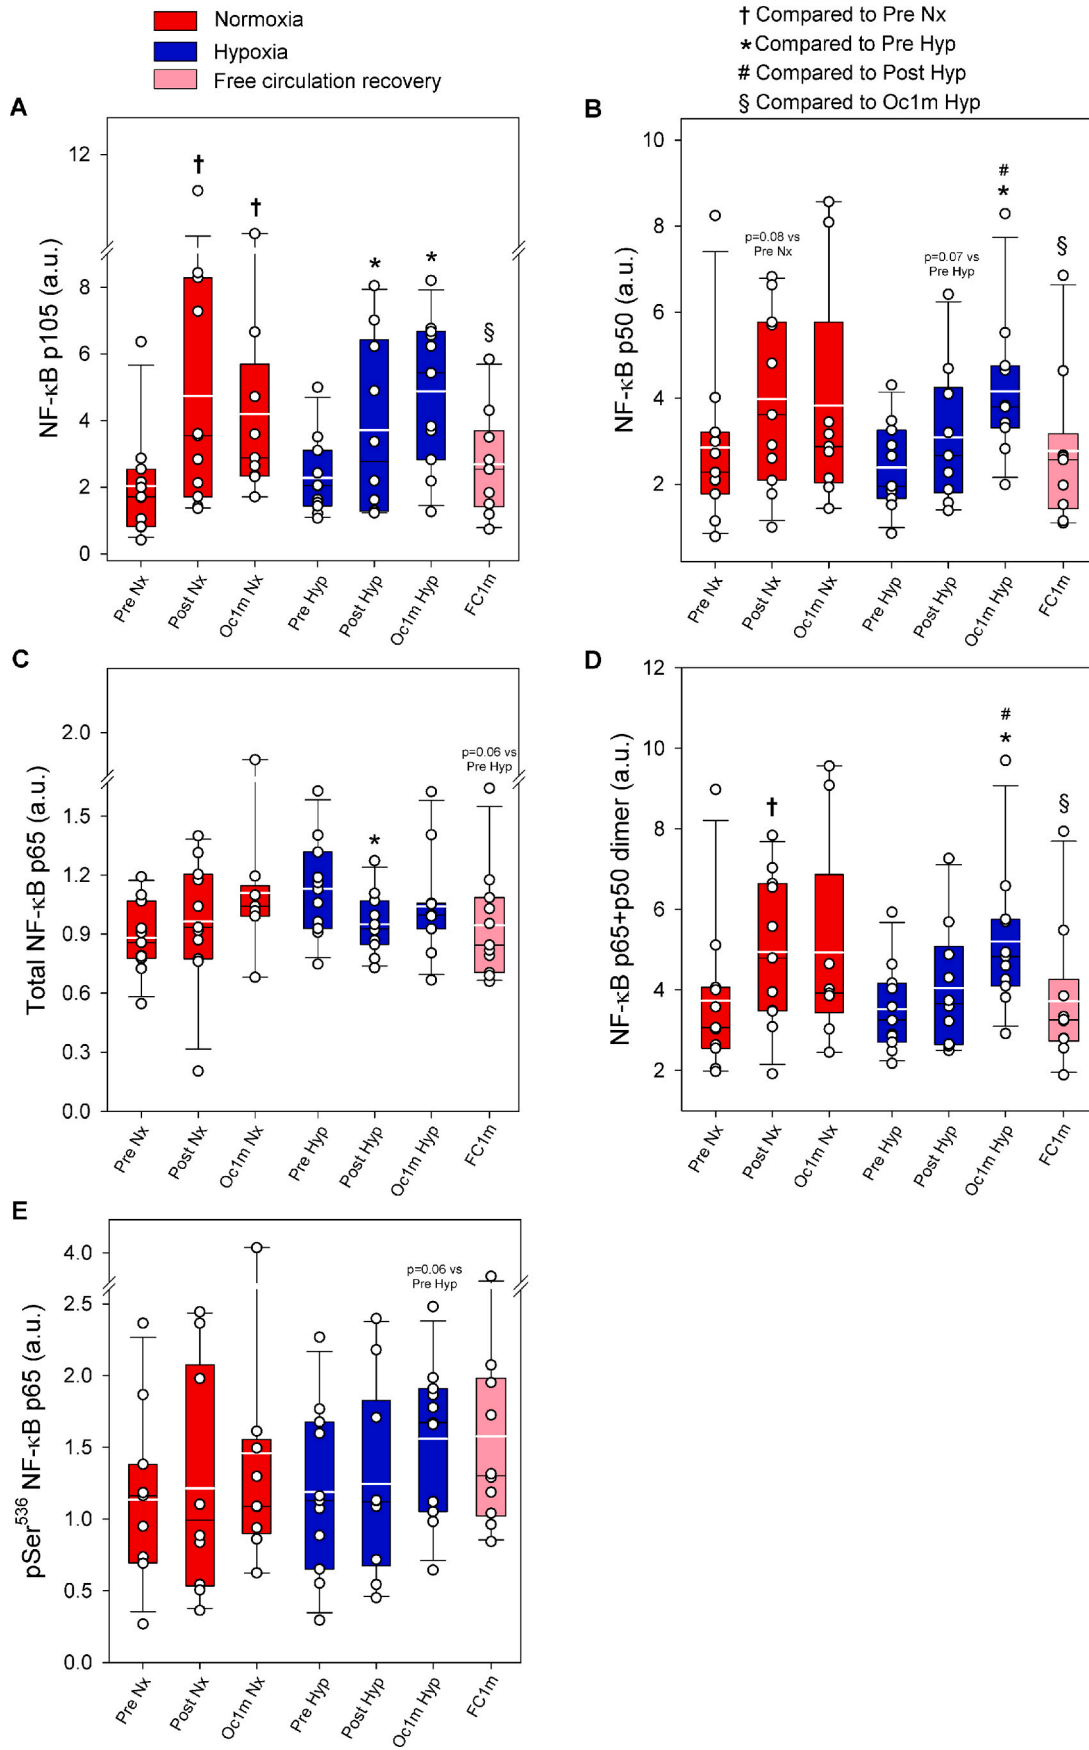 Normoxia
Hypoxia
Free circulation recovery
† Compared to Pre Nx
* Compared to Pre Hyp
# Compared to Post Hyp
§ Compared to Oc1m Hyp
A
NF-κB p105 (a.u.)
12
8
6
4
2
0
†
†
*
*
§
Pre Nx
Post Nx
Oc1m Nx
Pre Hyp
Post Hyp
Oc1m Hyp
FC1m
B
NF-κB p50 (a.u.)
10
8
6
4
2
p=0.08 vs
Pre Nx
p=0.07 vs
Pre Hyp
#
*
§
Pre Nx
Post Nx
Oc1m Nx
Pre Hyp
Post Hyp
Oc1m Hyp
FC1m
C
Total NF-κB p65 (a.u.)
2.0
1.5
1.2
0.9
0.6
0.3
0.0
*
p=0.06 vs
Pre Hyp
Pre Nx
Post Nx
Oc1m Nx
Pre Hyp
Post Hyp
Oc1m Hyp
FC1m
D
NF-κB p65+p50 dimer (a.u.)
12
10
8
6
4
2
†
#
*
§
Pre Nx
Post Nx
Oc1m Nx
Pre Hyp
Post Hyp
Oc1m Hyp
FC1m
E
pSer⁵³⁶ NF-κB p65 (a.u.)
4.0
2.5
2.0
1.5
1.0
0.5
0.0
p=0.06 vs
Pre Hyp
Pre Nx
Post Nx
Oc1m Nx
Pre Hyp
Post Hyp
Oc1m Hyp
FC1m